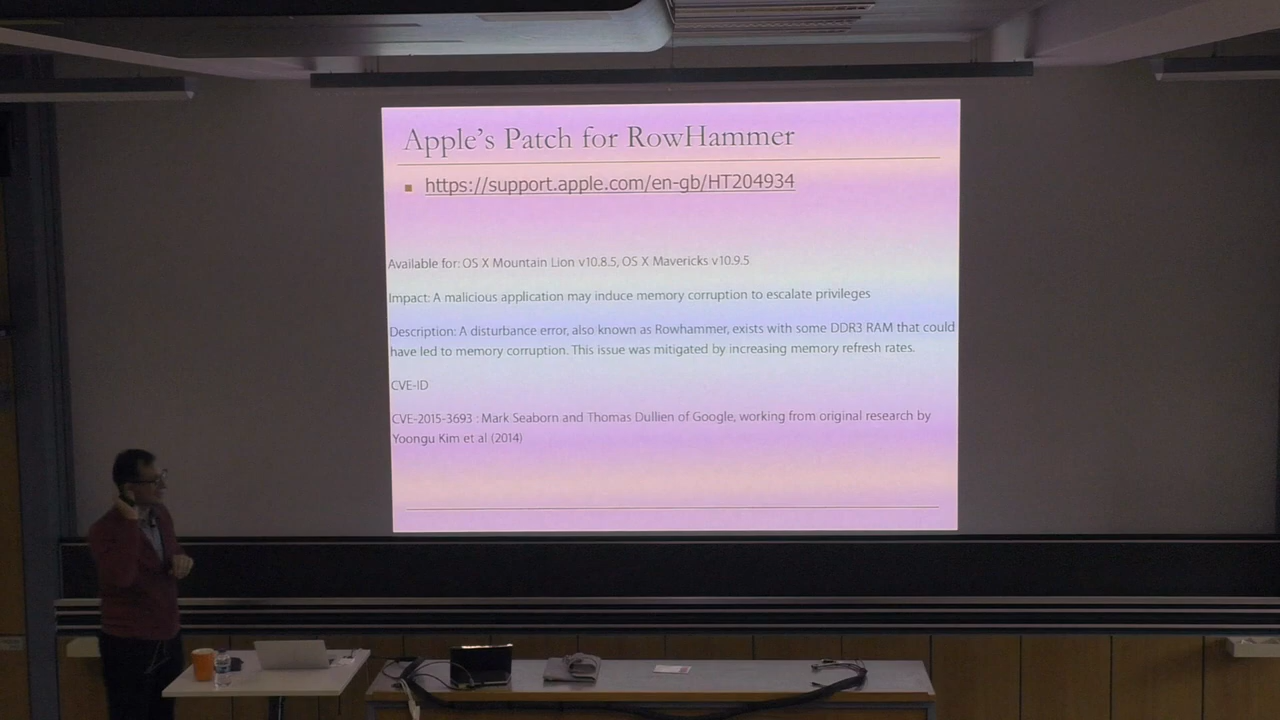 Apple's Patch for RowHammer
https://support.apple.com/en-gb/HT204934
Available for: OS X Mountain Lion v10.8.5, OS X Mavericks v10.9.5
Impact: A malicious application may induce memory corruption to escalate privileges
Description: A disturbance error, also known as Rowhammer, exists with some DDR3 RAM that could
have led to memory corruption. This issue was mitigated by increasing memory refresh rates.
CVE-ID
CVE-2015-3693 : Mark Seaborn and Thomas Dullien of Google, working from original research by
Yoongu Kim et al (2014)